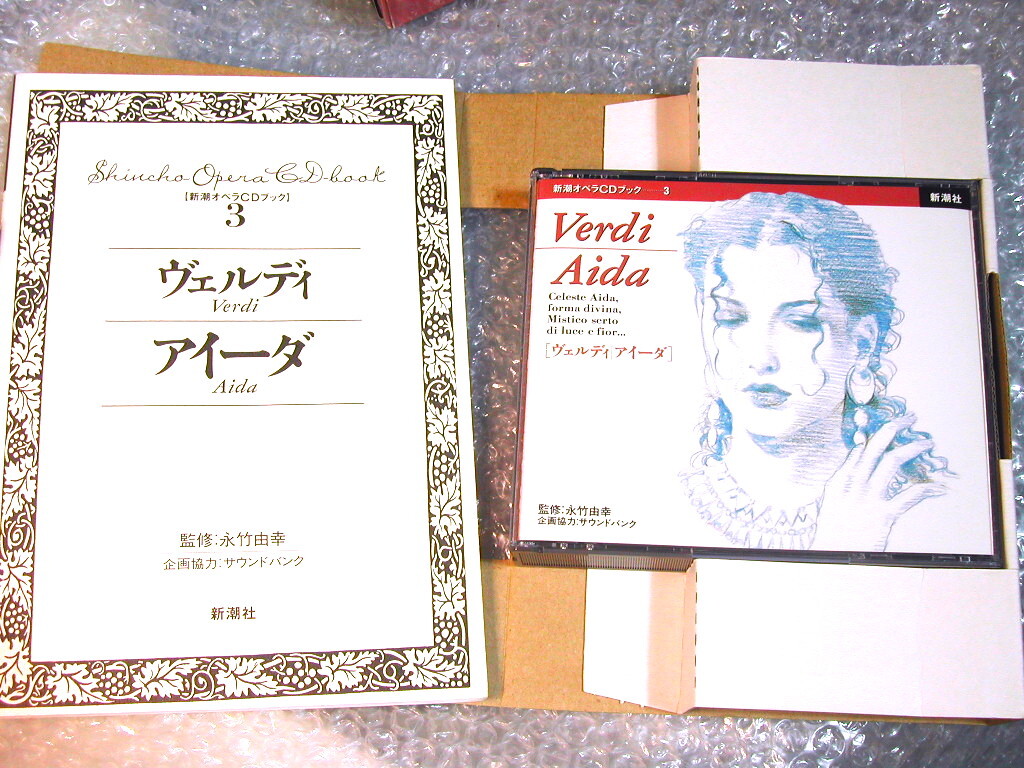 Shincho Opera CD-book
【新潮オペラCDブック】
3
ヴェルディ
Verdi
アイーダ
Aida
監修:永竹由幸
企画協力:サウンドバンク
新潮社
新潮オペラCDブック——3
新潮社
Verdi
Aida
Celeste Aida,
forma divina,
Mistico serto
di luce e fior...
[ヴェルディ|アイーダ]
監修:永竹由幸
企画協力:サウンドバンク